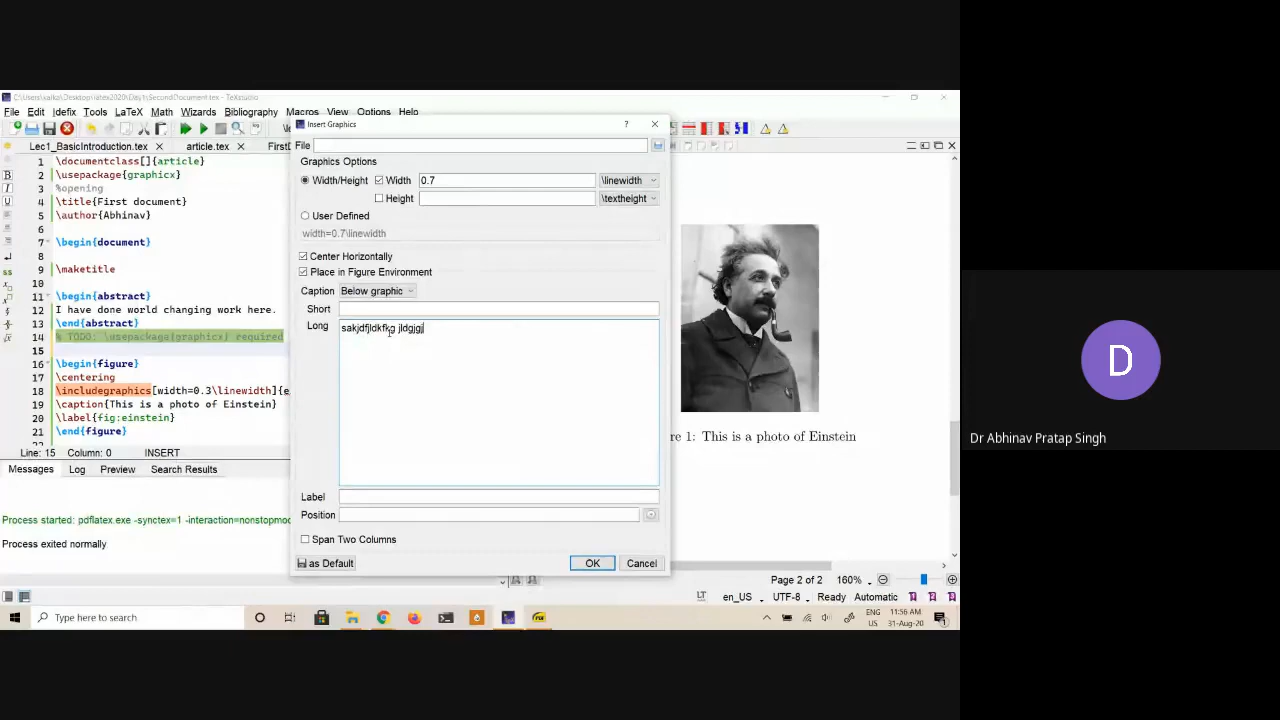 C:\Users\kalka\Desktop\latex2020\Day1\SecondDocument.tex - TeXstudio
File Edit Idefix Tools LaTeX Math Wizards Bibliography Macros View Options Help
Lec1_BasicIntroduction.tex article.tex FirstD
1 \documentclass[]{article}
2 \usepackage{graphicx}
3 %opening
4 \title{First document}
5 \author{Abhinav}
6
7 \begin{document}
8
9 \maketitle
10
11 \begin{abstract}
12 I have done world changing work here.
13 \end{abstract}
14 % TODO: \usepackage{graphicx} required
15
16 \begin{figure}
17 \centering
18 \includegraphics[width=0.3\linewidth]{e
19 \caption{This is a photo of Einstein}
20 \label{fig:einstein}
21 \end{figure}
Line: 15 Column: 0 INSERT
Messages Log Preview Search Results
Process started: pdflatex.exe -synctex=1 -interaction=nonstopmo
Process exited normally
Insert Graphics ?
File
Graphics Options
Width/Height Width 0.7 \linewidth
Height \textheight
User Defined
width=0.7\linewidth
Center Horizontally
Place in Figure Environment
Caption Below graphic
Short
Long sakjdfjldkfkg jldgjgj
Label
Position
Span Two Columns
as Default OK Cancel
re 1: This is a photo of Einstein
Page 2 of 2 160%
en_US UTF-8 Ready Automatic
Type here to search
ENG US
11:56 AM
31-Aug-20
D
Dr Abhinav Pratap Singh